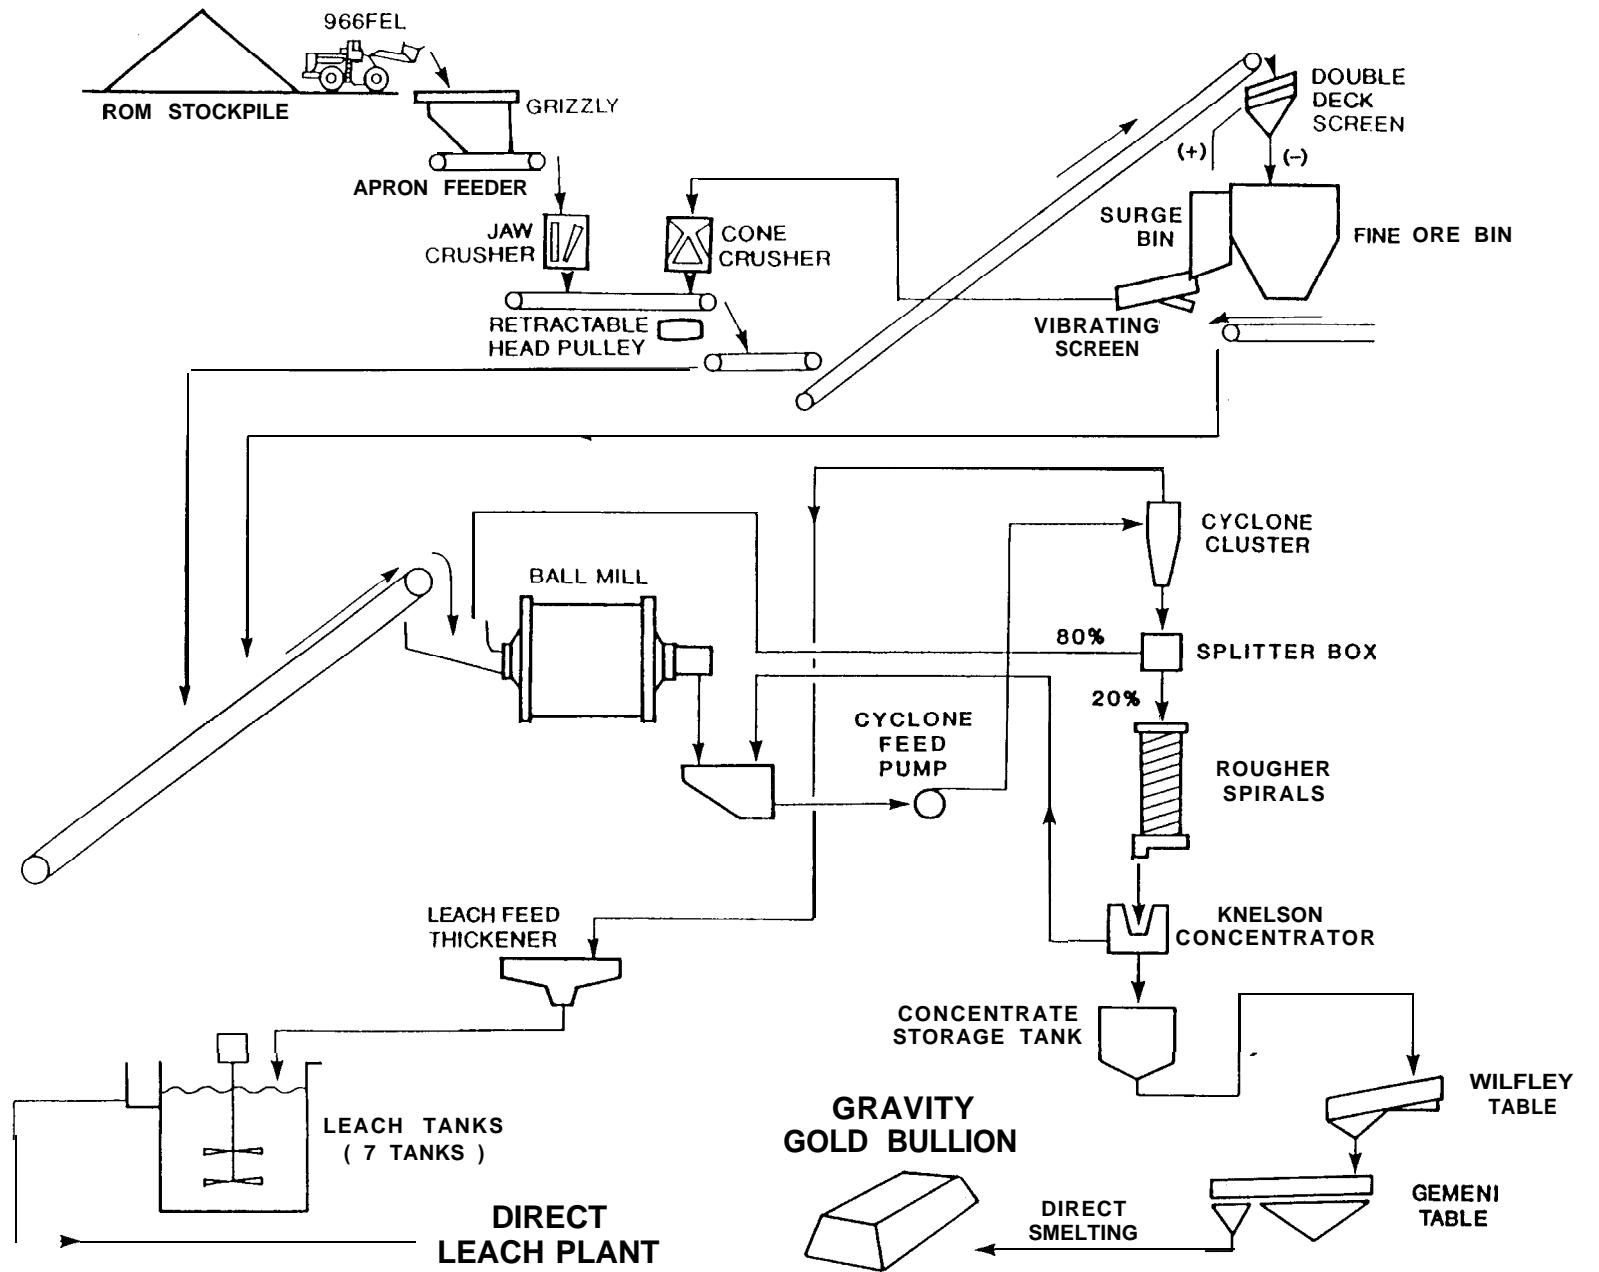 966FEL
ROM STOCKPILE
GRIZZLY
APRON FEEDER
JAW
CRUSHER
CONE
CRUSHER
RETRACTABLE
HEAD PULLEY
DOUBLE
DECK
SCREEN
(+)
(-)
SURGE
BIN
FINE ORE BIN
VIBRATING
SCREEN
CYCLONE
CLUSTER
BALL MILL
80%
SPLITTER BOX
20%
CYCLONE
FEED
PUMP
ROUGHER
SPIRALS
LEACH FEED
THICKENER
KNELSON
CONCENTRATOR
CONCENTRATE
STORAGE TANK
WILFLEY
TABLE
LEACH TANKS
( 7 TANKS )
GRAVITY
GOLD BULLION
GEMENI
TABLE
DIRECT
SMELTING
DIRECT
LEACH PLANT